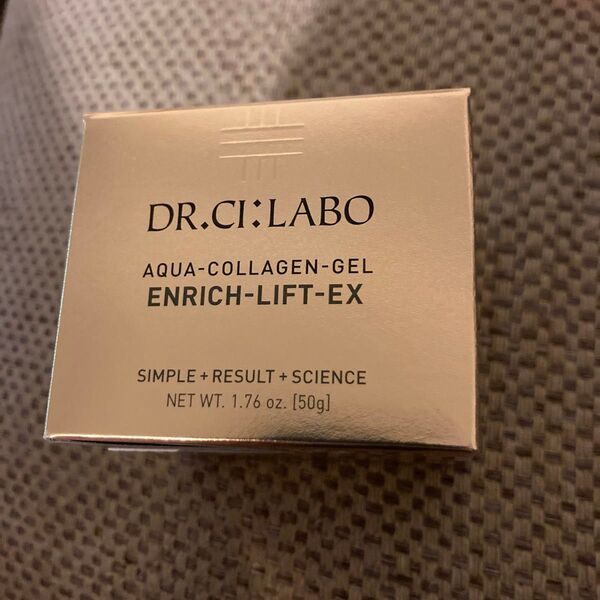 DR.CI:LABO
AQUA-COLLAGEN-GEL
ENRICH-LIFT-EX
SIMPLE+RESULT+SCIENCE
NET WT. 1.76 oz. [50g]